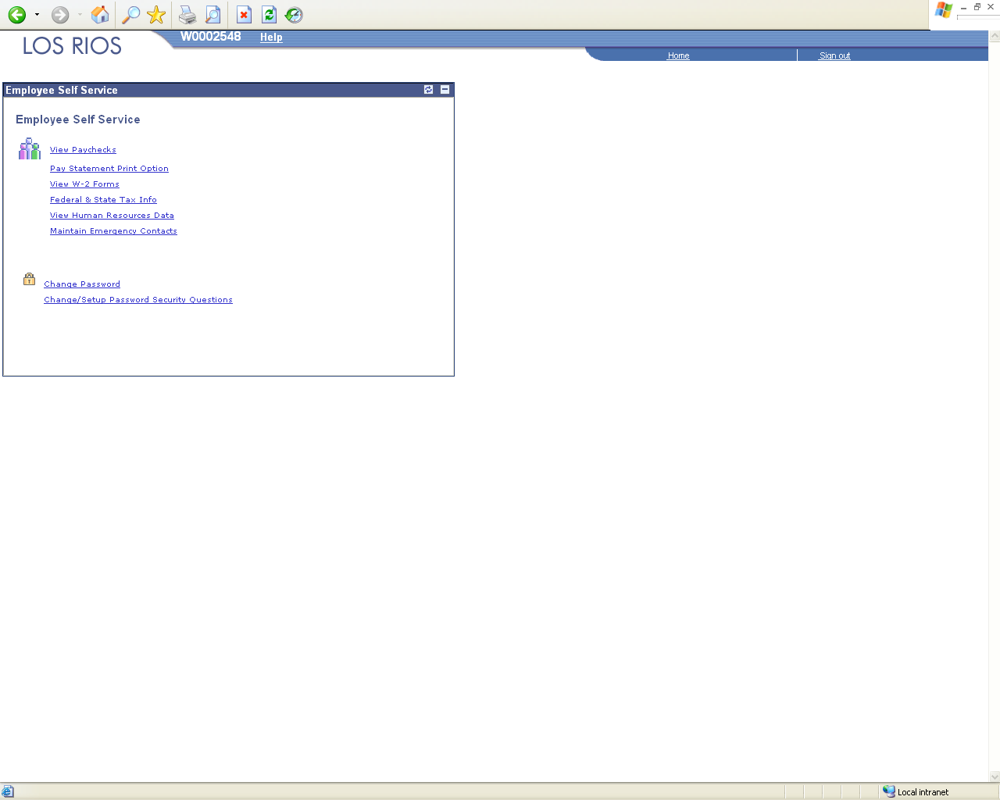 LOS RIOS
W0002548 Help
Home Sign out
Employee Self Service
Employee Self Service
View Paychecks
Pay Statement Print Option
View W-2 Forms
Federal & State Tax Info
View Human Resources Data
Maintain Emergency Contacts
Change Password
Change/Setup Password Security Questions
Local intranet